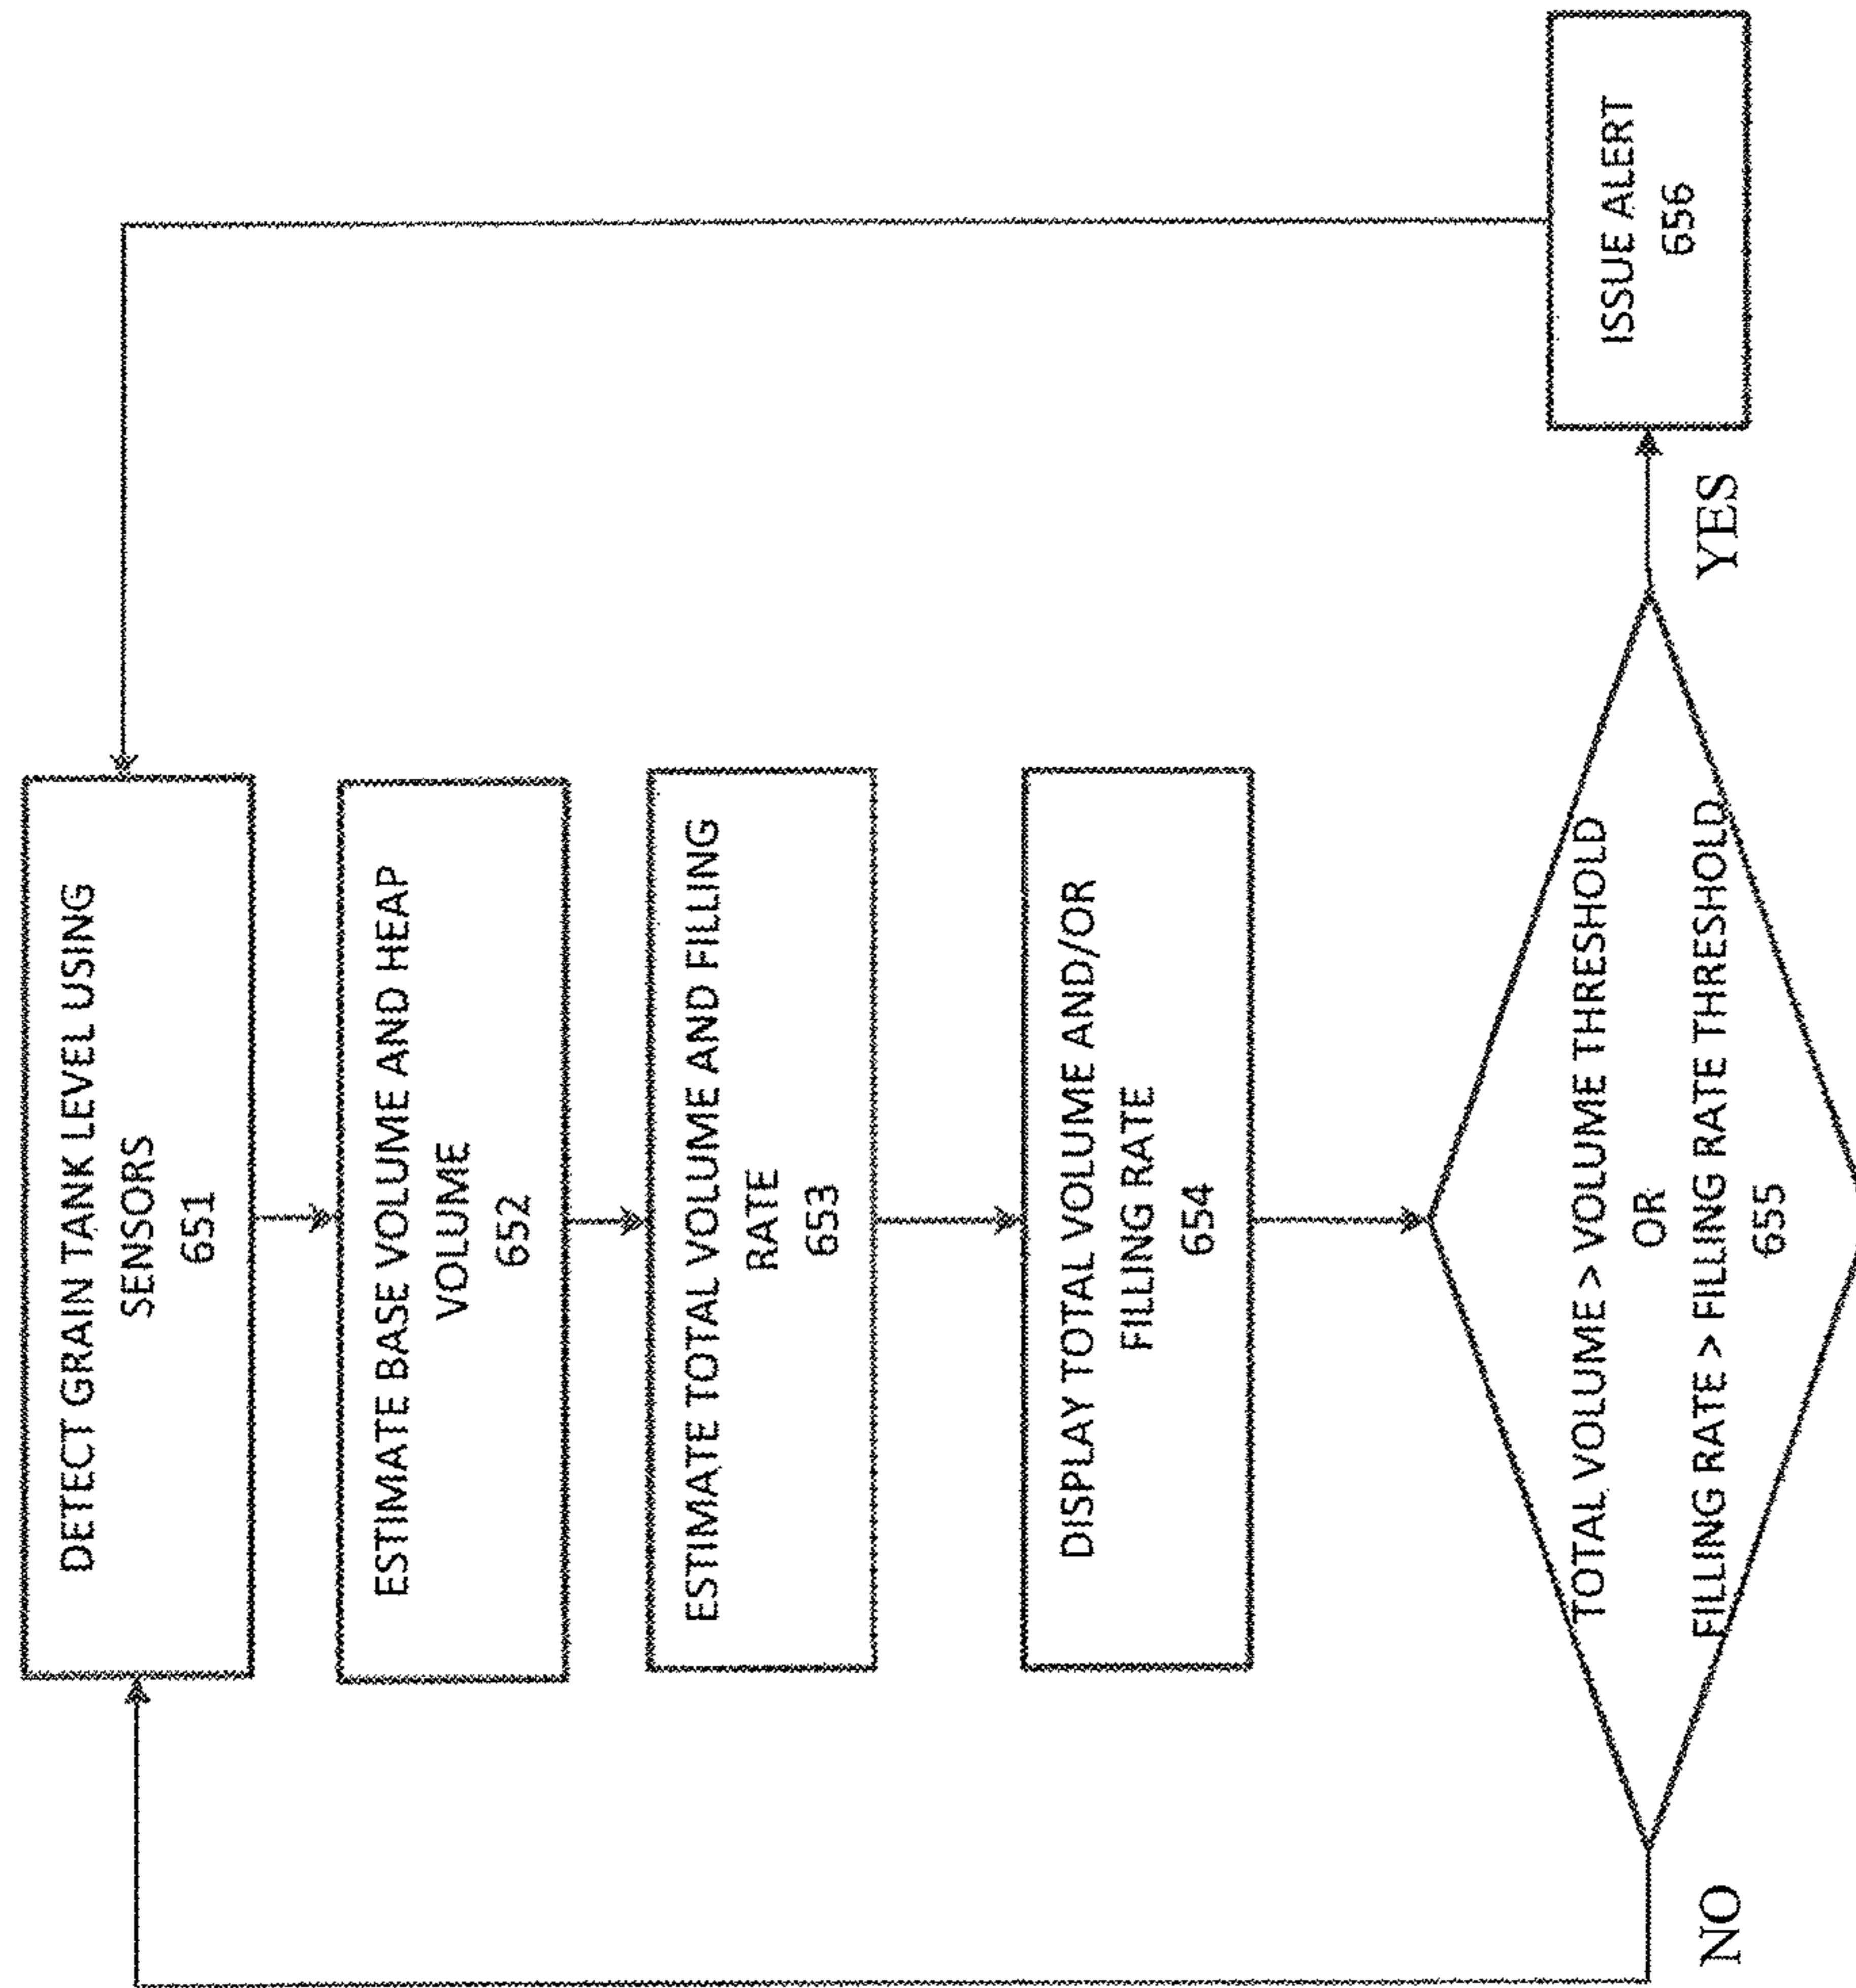 DETECT GRAIN TANK LEVEL USING
SENSORS
651
ESTIMATE BASE VOLUME AND HEAP
VOLUME
652
ESTIMATE TOTAL VOLUME AND FILLING
RATE
653
DISPLAY TOTAL VOLUME AND/OR
FILLING RATE
654
TOTAL VOLUME > VOLUME THRESHOLD
OR
FILLING RATE > FILLING RATE THRESHOLD
655
NO
YES
ISSUE ALERT
656